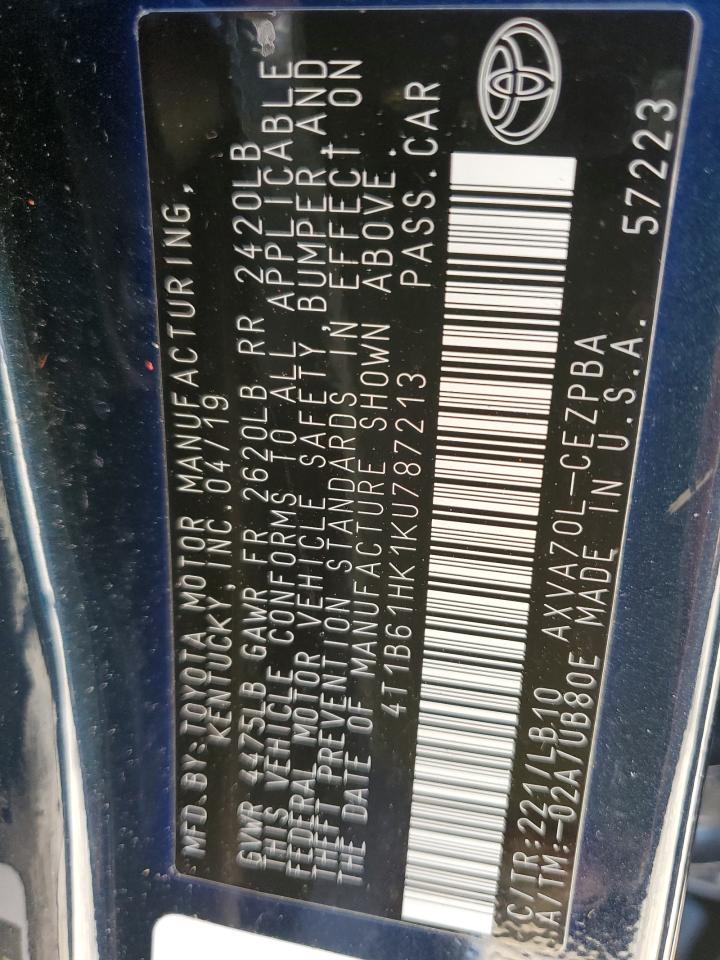 MFD.BY:TOYOTA MOTOR MANUFACTURING,
KENTUCKY,INC.04/19
GVWR 4475LB GAWR FR 2620LB RR 2420LB
THIS VEHICLE CONFORMS TO ALL APPLICABLE
FEDERAL MOTOR VEHICLE SAFETY,BUMPER AND
THEFT PREVENTION STANDARDS IN EFFECT ON
THE DATE OF MANUFACTURE SHOWN ABOVE.
4T1B61HK1KU787213 PASS.CAR
C/TR:221/LB10 AXVA70L-CEZPBA
A/TM:-02A/UB80E MADE IN U.S.A. 57223